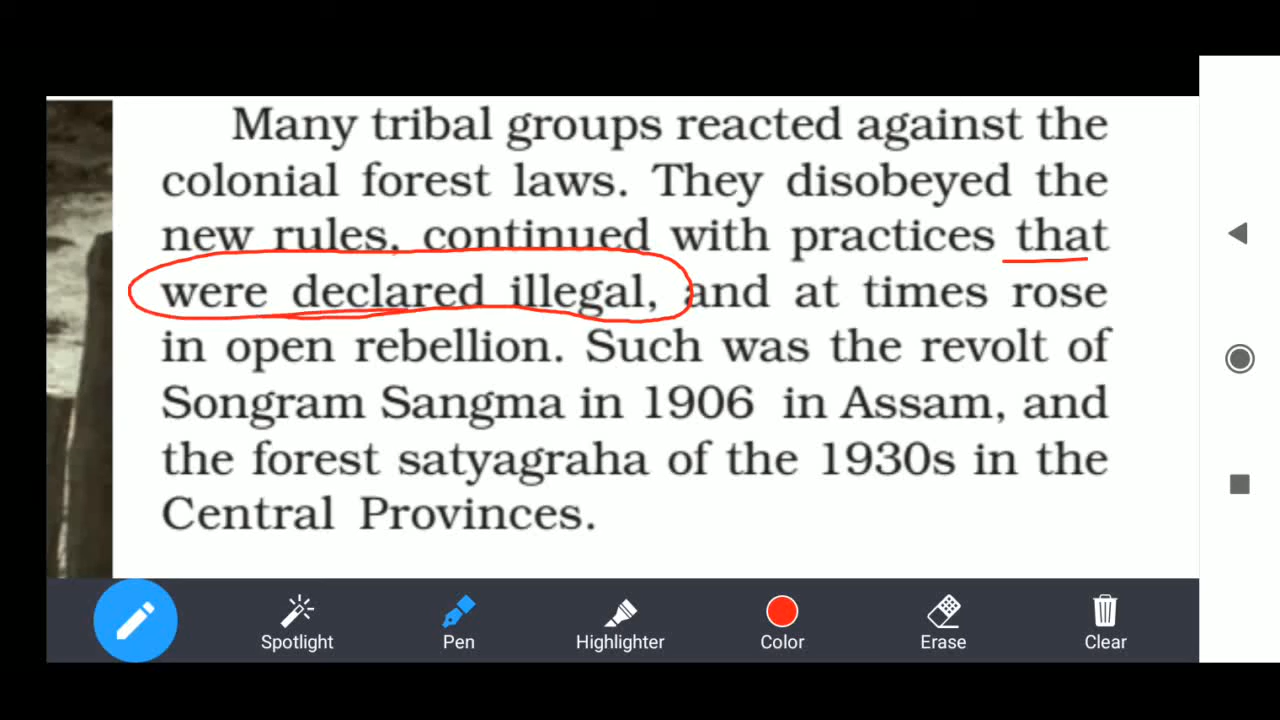 Many tribal groups reacted against the
colonial forest laws. They disobeyed the
new rules, continued with practices that
were declared illegal, and at times rose
in open rebellion. Such was the revolt of
Songram Sangma in 1906 in Assam, and
the forest satyagraha of the 1930s in the
Central Provinces.
Spotlight Pen Highlighter Color Erase Clear